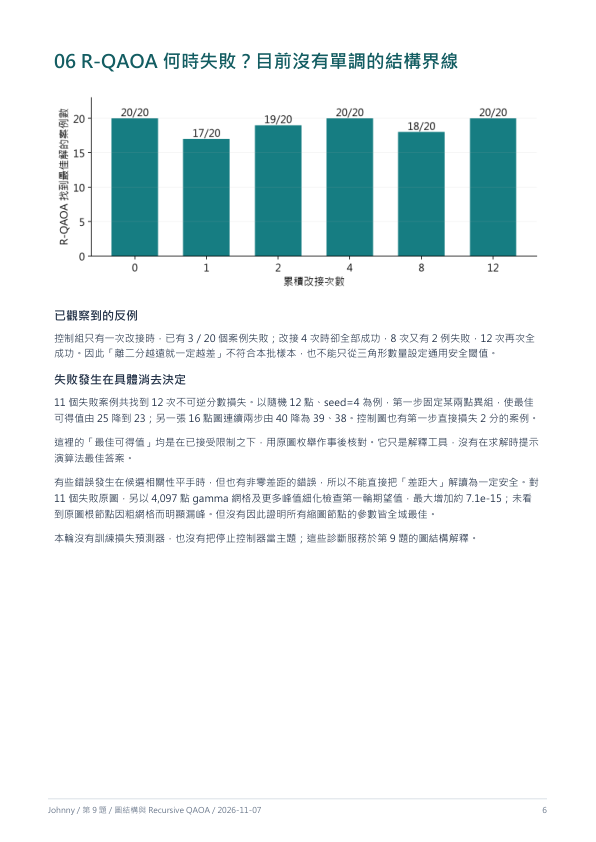 06 R-QAOA 何時失敗？目前沒有單調的結構界線
R-QAOA 找到最佳解的案例數
20
15
10
5
0
20/20
17/20
19/20
20/20
18/20
20/20
0
1
2
4
8
12
累積改接次數
已觀察到的反例
控制組只有一次改接時，已有 3 / 20 個案例失敗；改接 4 次時卻全部成功，8 次又有 2 例失敗，12 次再次全
成功。因此「離二分越遠就一定越差」不符合本批樣本，也不能只從三角形數量設定通用安全閾值。
失敗發生在具體消去決定
11 個失敗案例共找到 12 次不可逆分數損失。以隨機 12 點、seed=4 為例，第一步固定某兩點異組，使最佳
可得值由 25 降到 23；另一張 16 點圖連續兩步由 40 降為 39、38。控制圖也有第一步直接損失 2 分的案例。
這裡的「最佳可得值」均是在已接受限制之下，用原圖枚舉作事後核對。它只是解釋工具，沒有在求解時提示
演算法最佳答案。
有些錯誤發生在候選相關性平手時，但也有非零差距的錯誤，所以不能直接把「差距大」解讀為一定安全。對
11 個失敗原圖，另以 4,097 點 gamma 網格及更多峰值細化檢查第一輪期望值，最大增加約 7.1e-15；未看
到原圖根節點因粗網格而明顯漏峰。但沒有因此證明所有縮圖節點的參數皆全域最佳。
本輪沒有訓練損失預測器，也沒有把停止控制器當主題；這些診斷服務於第 9 題的圖結構解釋。
Johnny / 第 9 題 / 圖結構與 Recursive QAOA / 2026-11-07
6